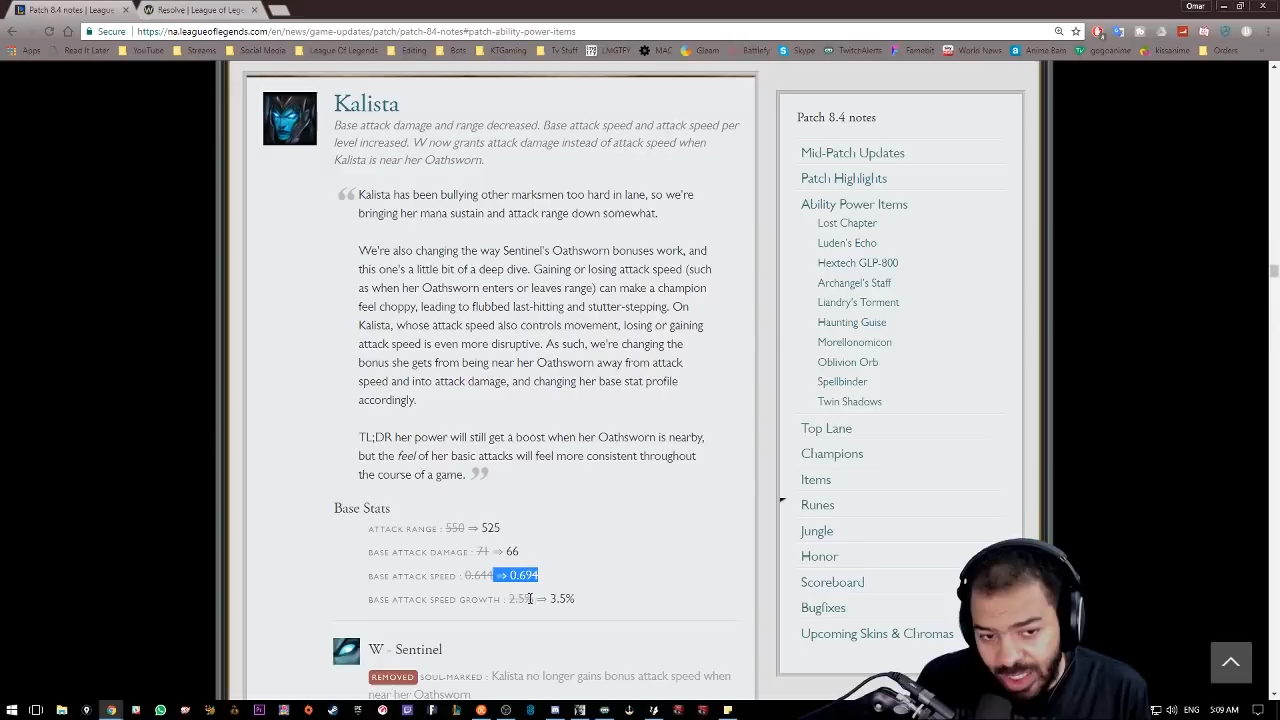 Patch 8.4 notes | League
Resolve | League of Leg
Omar
Secure
https://na.leagueoflegends.com/en/news/game-updates/patch/patch-84-notes#patch-ability-power-items
Apps
Read It Later
YouTube
Streams
Social Media
League Of Legends
Editing
Bots
KTGaming
Tv Stuff
LMGTFY
MAC
Gleam
Battlefy
Skype
TwitchAlerts
Famebit
World News
Anime Bam
gogoanime
kissanime
Orders
Kalista
Base attack damage and range decreased. Base attack speed and attack speed per
level increased. W now grants attack damage instead of attack speed when
Kalista is near her Oathsworn.
Kalista has been bullying other marksmen too hard in lane, so we're
bringing her mana sustain and attack range down somewhat.
We're also changing the way Sentinel's Oathsworn bonuses work, and
this one's a little bit of a deep dive. Gaining or losing attack speed (such
as when her Oathsworn enters or leaves range) can make a champion
feel choppy, leading to flubbed last-hitting and stutter-stepping. On
Kalista, whose attack speed also controls movement, losing or gaining
attack speed is even more disruptive. As such, we're changing the
bonus she gets from being near her Oathsworn away from attack
speed and into attack damage, and changing her base stat profile
accordingly.
TL;DR her power will still get a boost when her Oathsworn is nearby,
but the feel of her basic attacks will feel more consistent throughout
the course of a game.
Base Stats
ATTACK RANGE : 550 ⇒ 525
BASE ATTACK DAMAGE : 71 ⇒ 66
BASE ATTACK SPEED : 0.644 ⇒ 0.694
BASE ATTACK SPEED GROWTH : 2.5% ⇒ 3.5%
W - Sentinel
REMOVED SOUL-MARKED : Kalista no longer gains bonus attack speed when
near her Oathsworn
Patch 8.4 notes
Mid-Patch Updates
Patch Highlights
Ability Power Items
Lost Chapter
Luden's Echo
Hextech GLP-800
Archangel's Staff
Liandry's Torment
Haunting Guise
Morellonomicon
Oblivion Orb
Spellbinder
Twin Shadows
Top Lane
Champions
Items
Runes
Jungle
Honor
Scoreboard
Bugfixes
Upcoming Skins & Chromas
ENG
5:09 AM